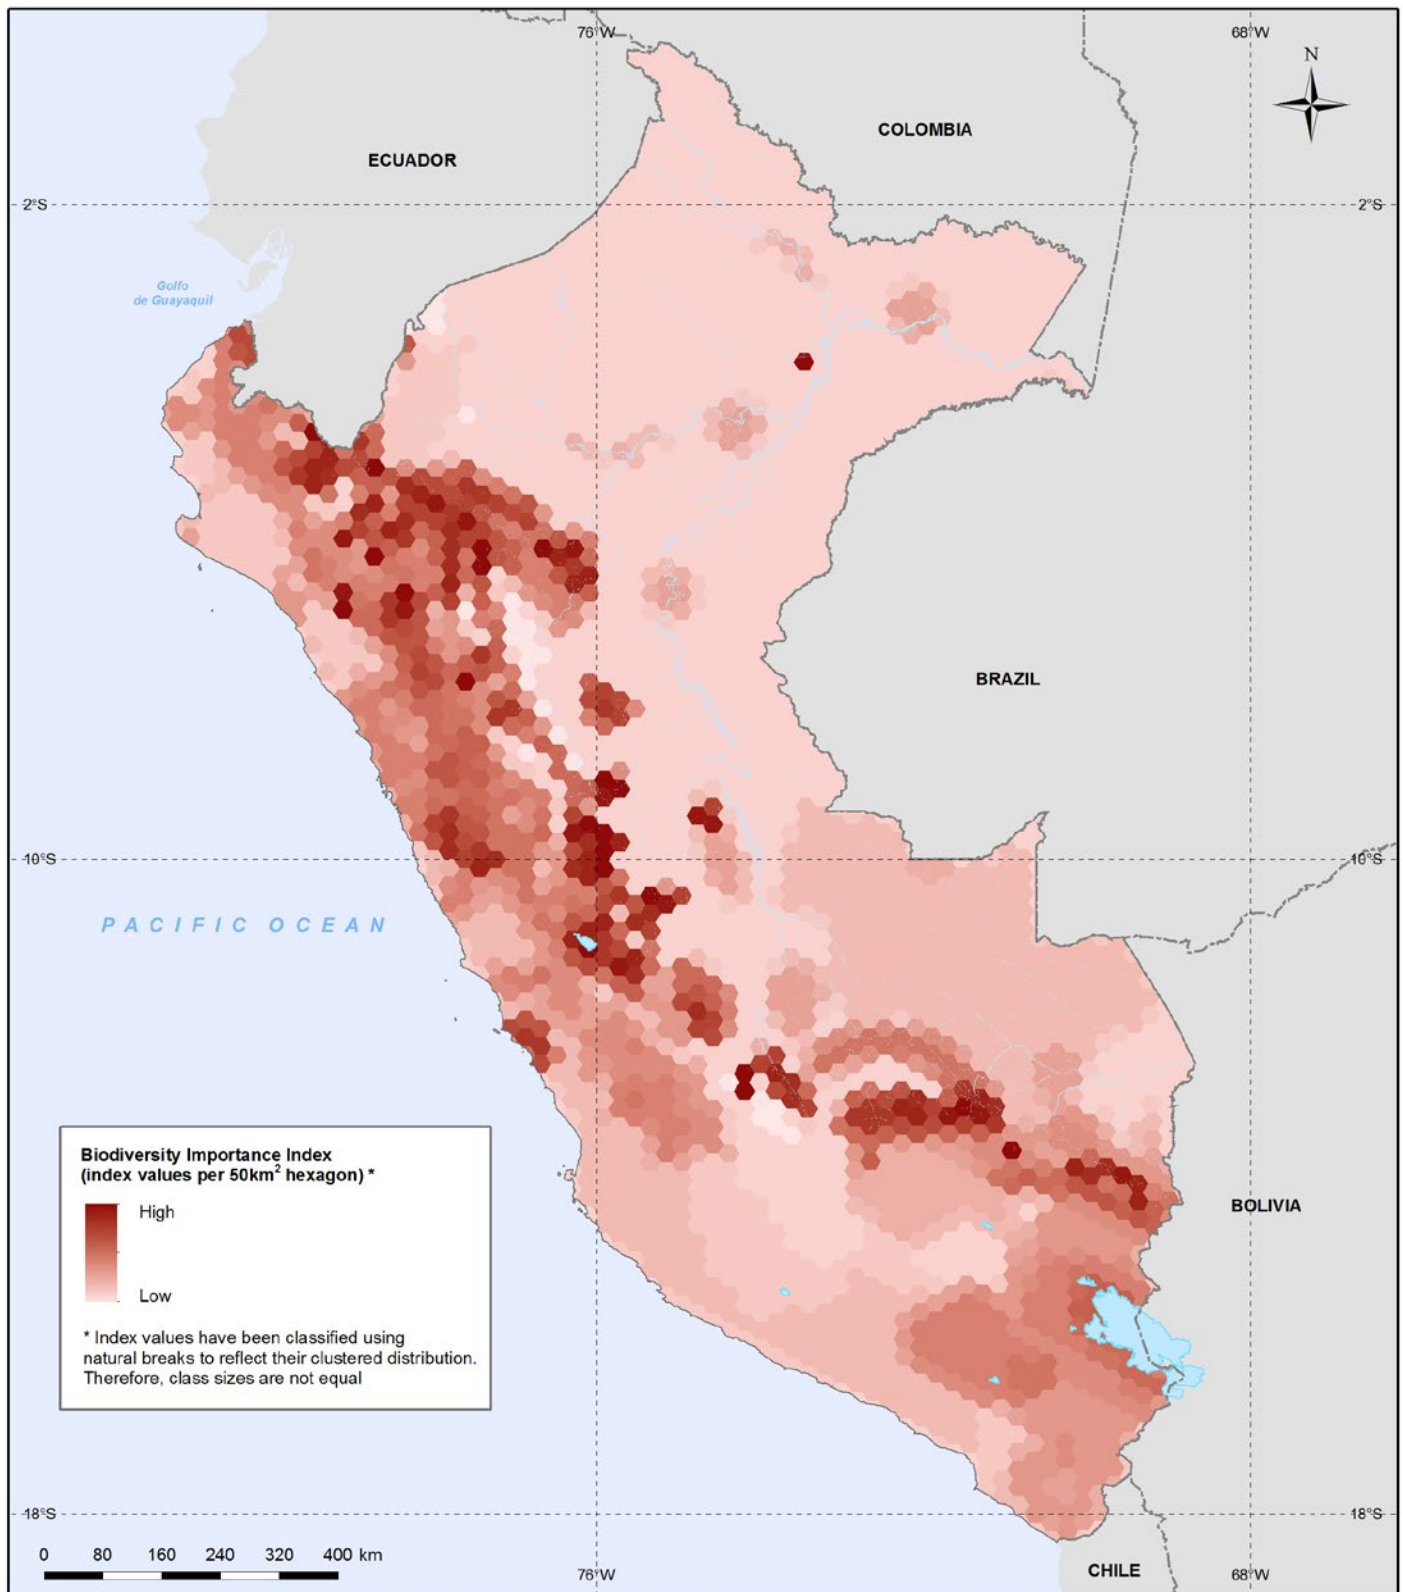 76°W
68°W
N
COLOMBIA
ECUADOR
2°S
2°S
Golfo
de Guayaquil
BRAZIL
10°S
10°S
PACIFIC OCEAN
Biodiversity Importance Index
(index values per 50km² hexagon) *
High
Low
* Index values have been classified using
natural breaks to reflect their clustered distribution.
Therefore, class sizes are not equal
BOLIVIA
18°S
18°S
0 80 160 240 320 400 km
76°W
CHILE
68°W